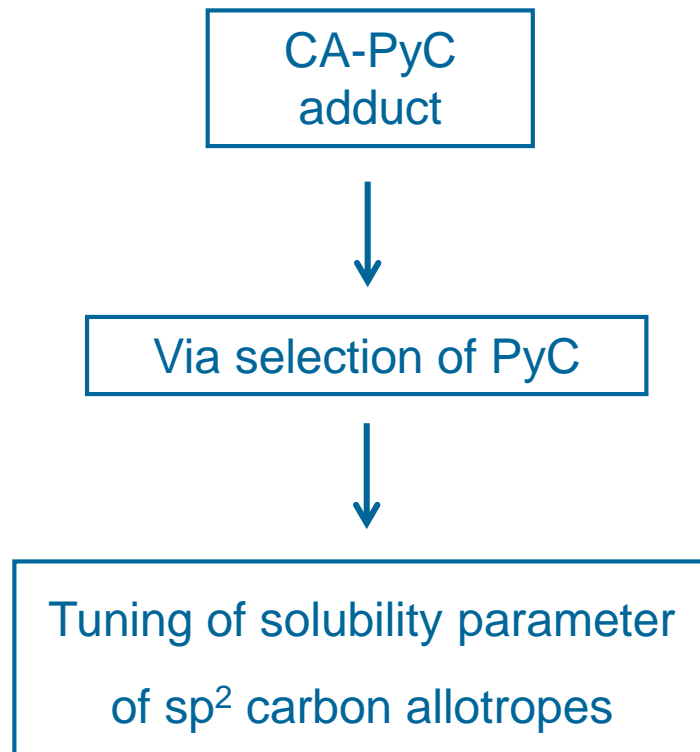 CA-PyC
adduct
Via selection of PyC
Tuning of solubility parameter
of sp² carbon allotropes